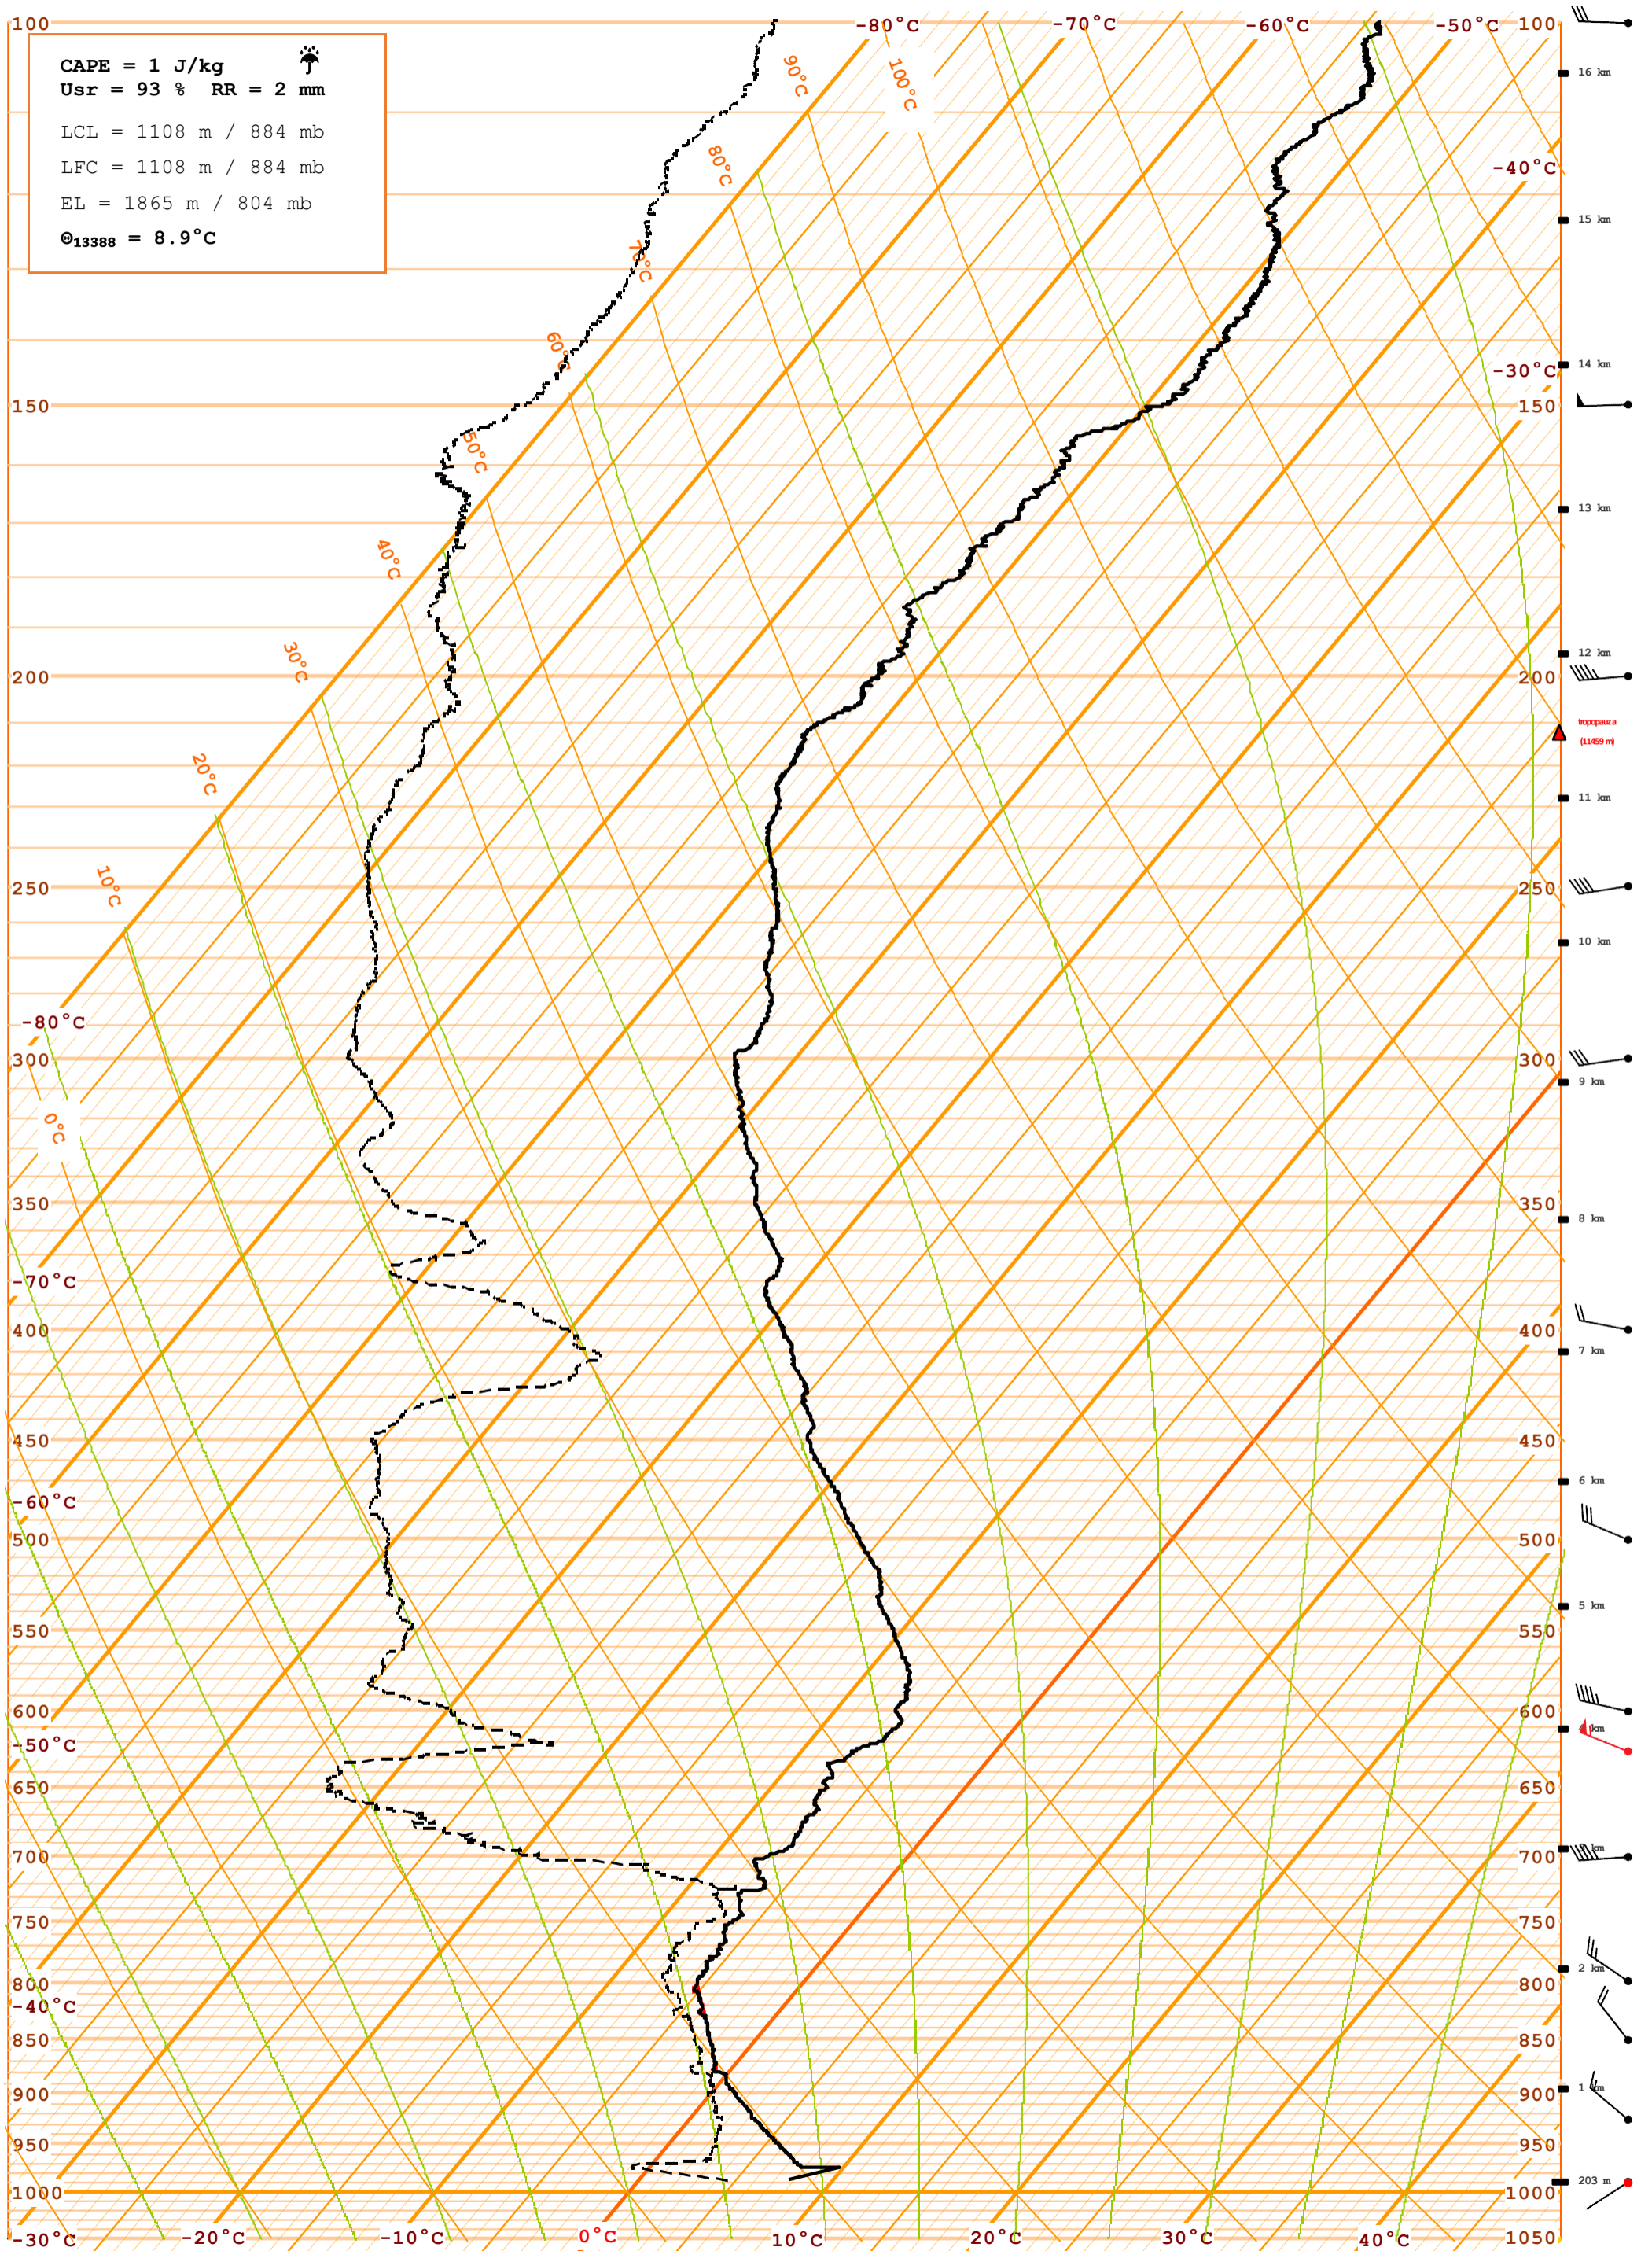 100 -80°C -70°C -60°C -50°C 100
CAPE = 1 J/kg
Usr = 93 % RR = 2 mm
LCL = 1108 m / 884 mb
LFC = 1108 m / 884 mb
EL = 1865 m / 804 mb
Θ13388 = 8.9°C
90°C 100°C 16 km
80°C -40°C
15 km
70°C
60°C 14 km
-30°C
150 150
50°C
13 km
40°C
30°C 12 km
200 200
tropopauza
(11459 m)
20°C
11 km
10°C 250 250
10 km
-80°C
300 300
9 km
0°C
350 350
8 km
-70°C
400 400
7 km
450 450
6 km
-60°C
500 500
5 km
550 550
600 600
km
-50°C
650 650
700 700
km
750 750
2 km
800 800
-40°C
850 850
1 km
900 900
950 950
203 m
1000 1000
-30°C -20°C -10°C 0°C 10°C 20°C 30°C 40°C 1050